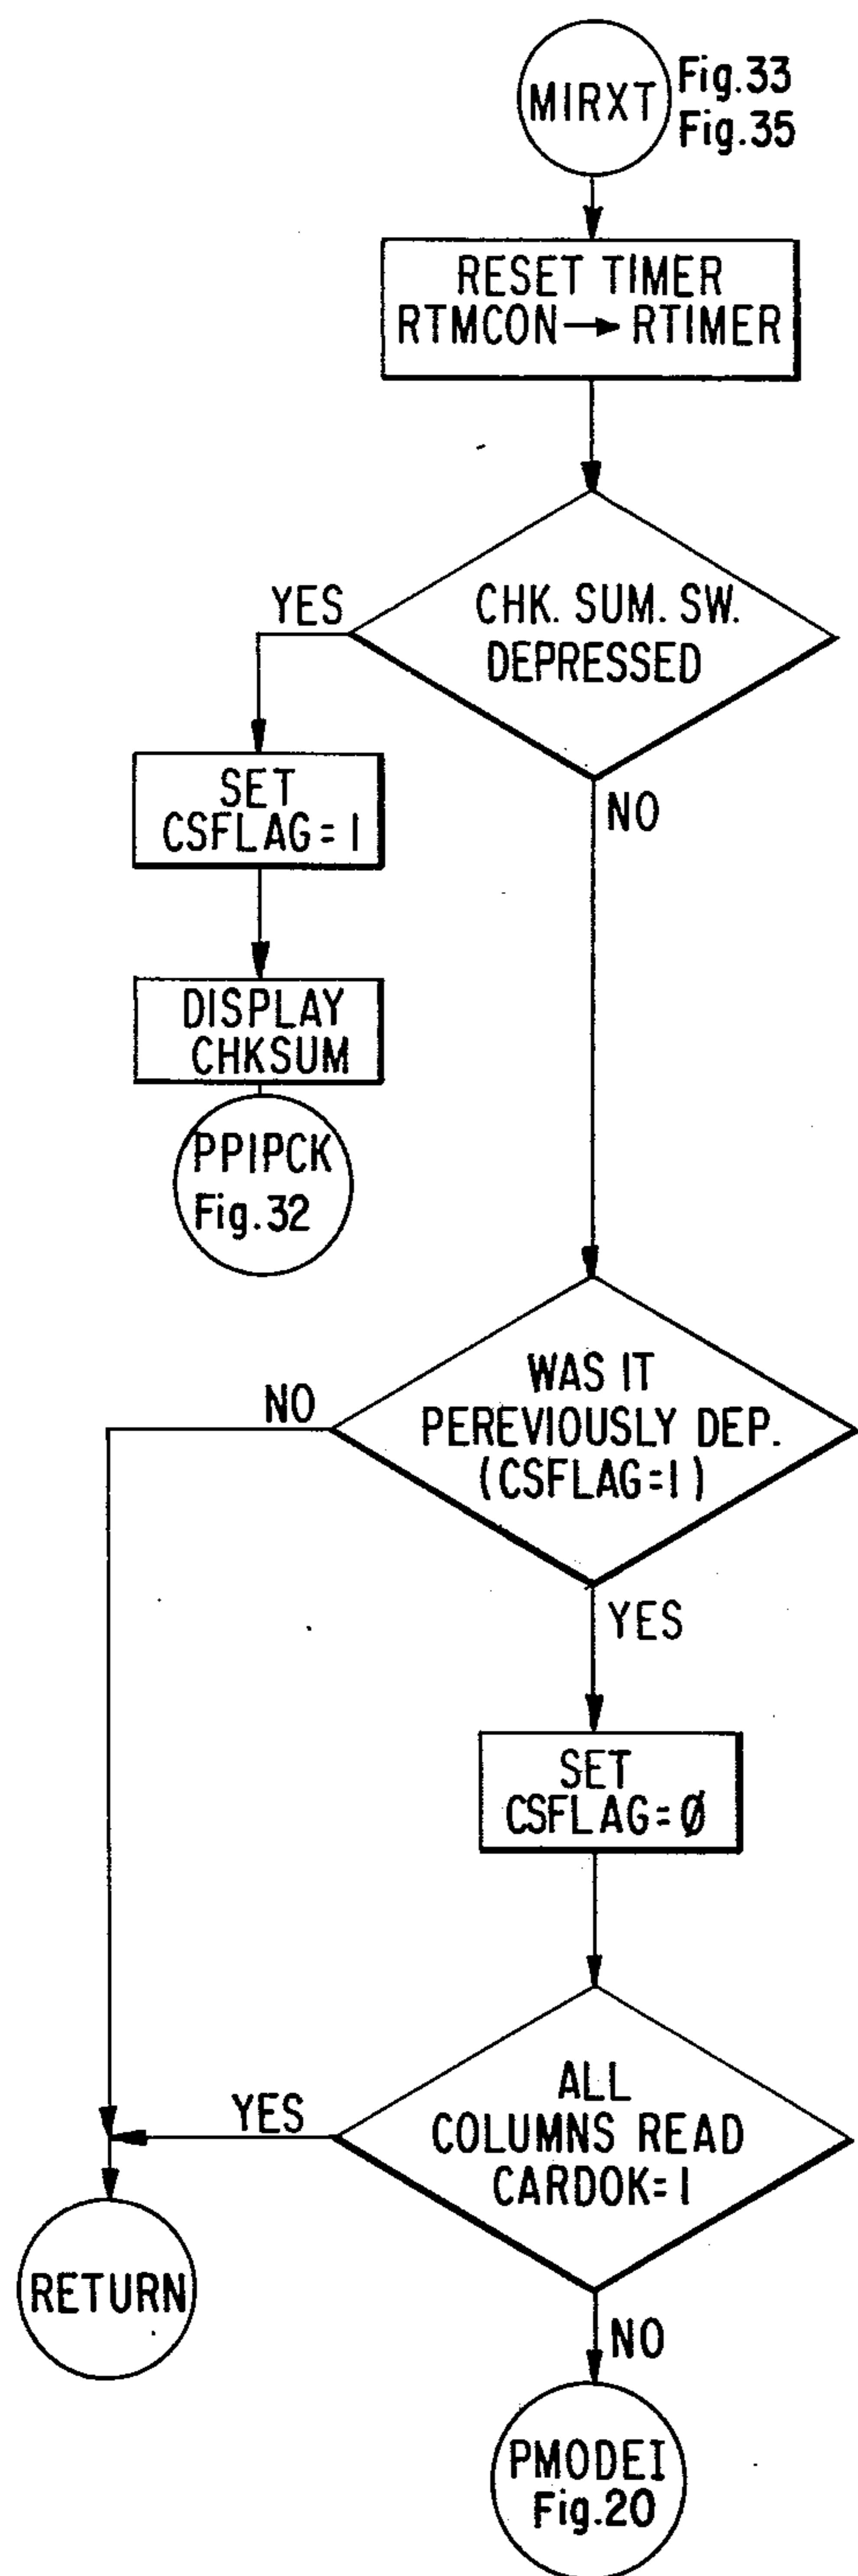 MIRXT
Fig.33
Fig.35
RESET TIMER
RTMCON → RTIMER
CHK. SUM. SW.
DEPRESSED
YES
NO
SET
CSFLAG = 1
DISPLAY
CHKSUM
PPIPCK
Fig.32
WAS IT
PEREVIOUSLY DEP.
(CSFLAG=1)
NO
YES
SET
CSFLAG=Ø
ALL
COLUMNS READ
CARDOK=1
YES
RETURN
NO
PMODEI
Fig.20